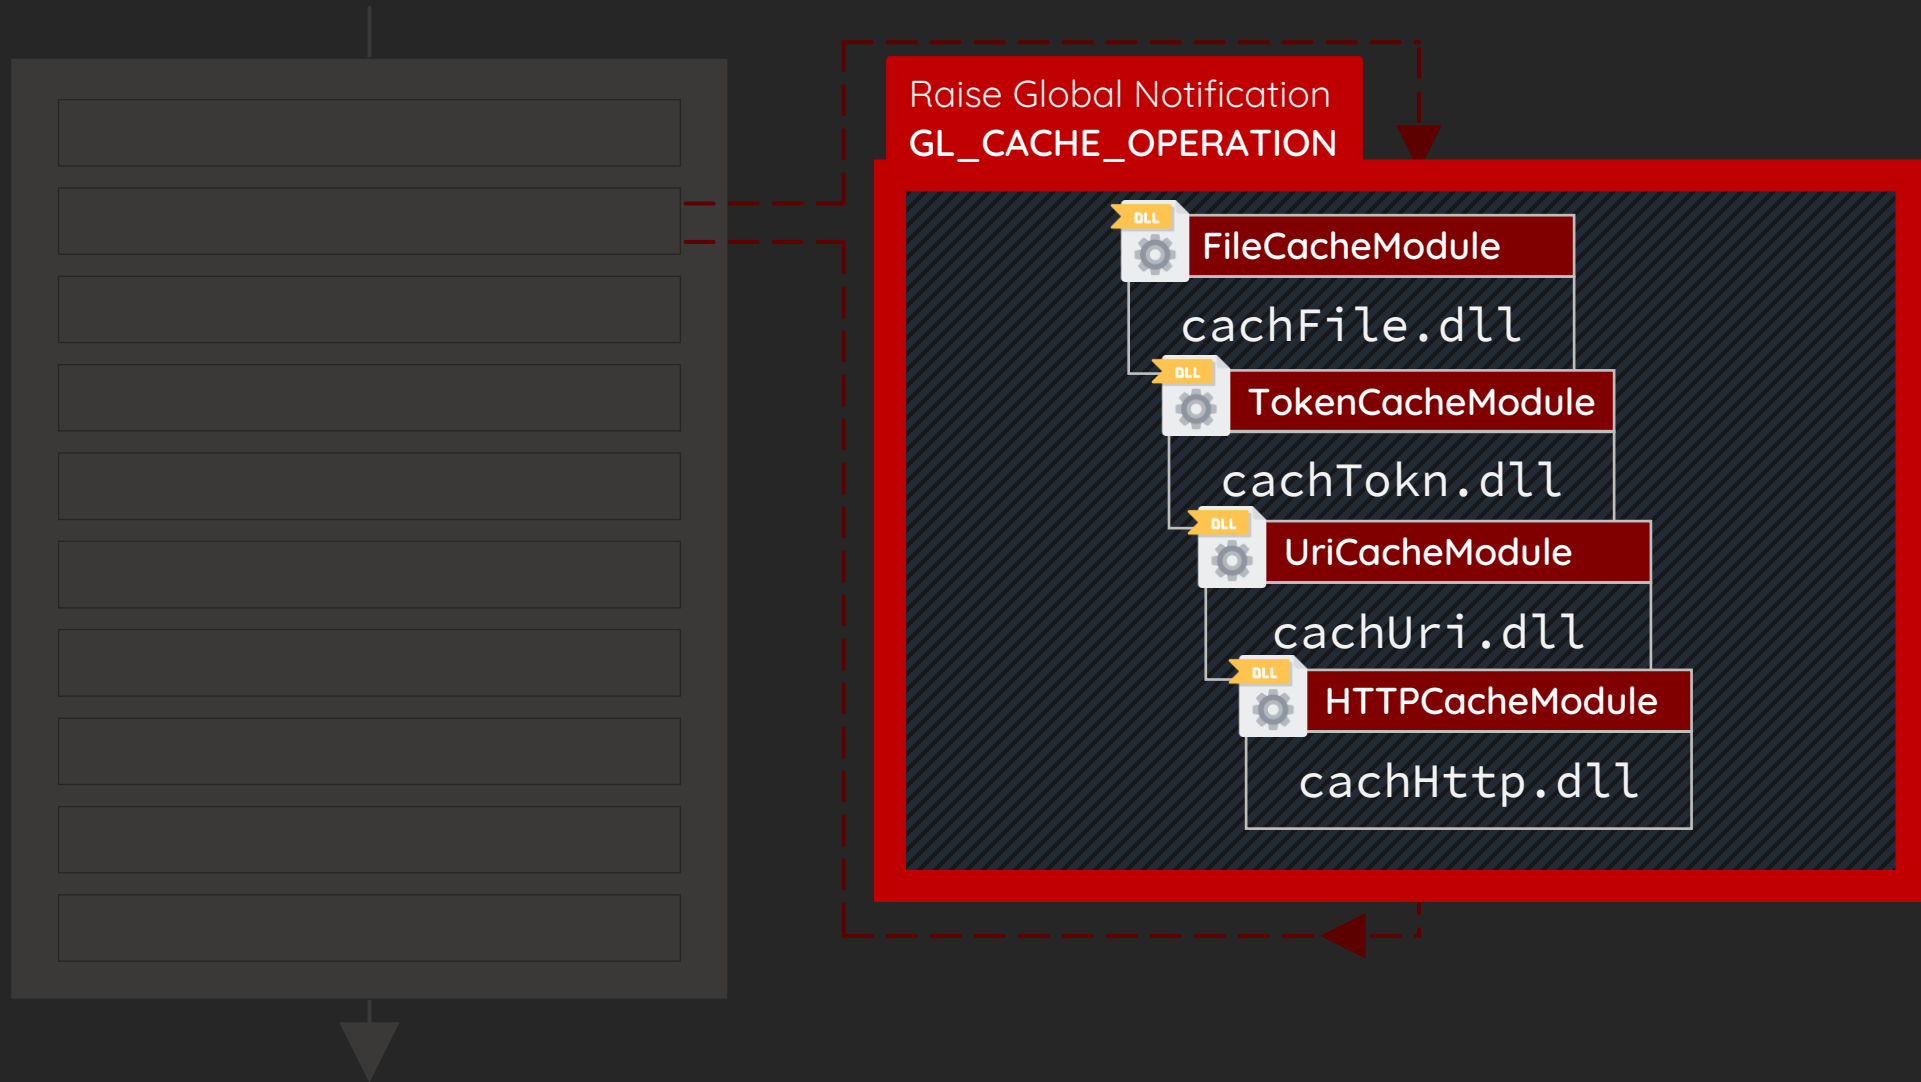 Raise Global Notification
GL_CACHE_OPERATION
DLL
FileCacheModule
cachFile.dll
DLL
TokenCacheModule
cachTokn.dll
DLL
UriCacheModule
cachUri.dll
DLL
HTTPCacheModule
cachHttp.dll